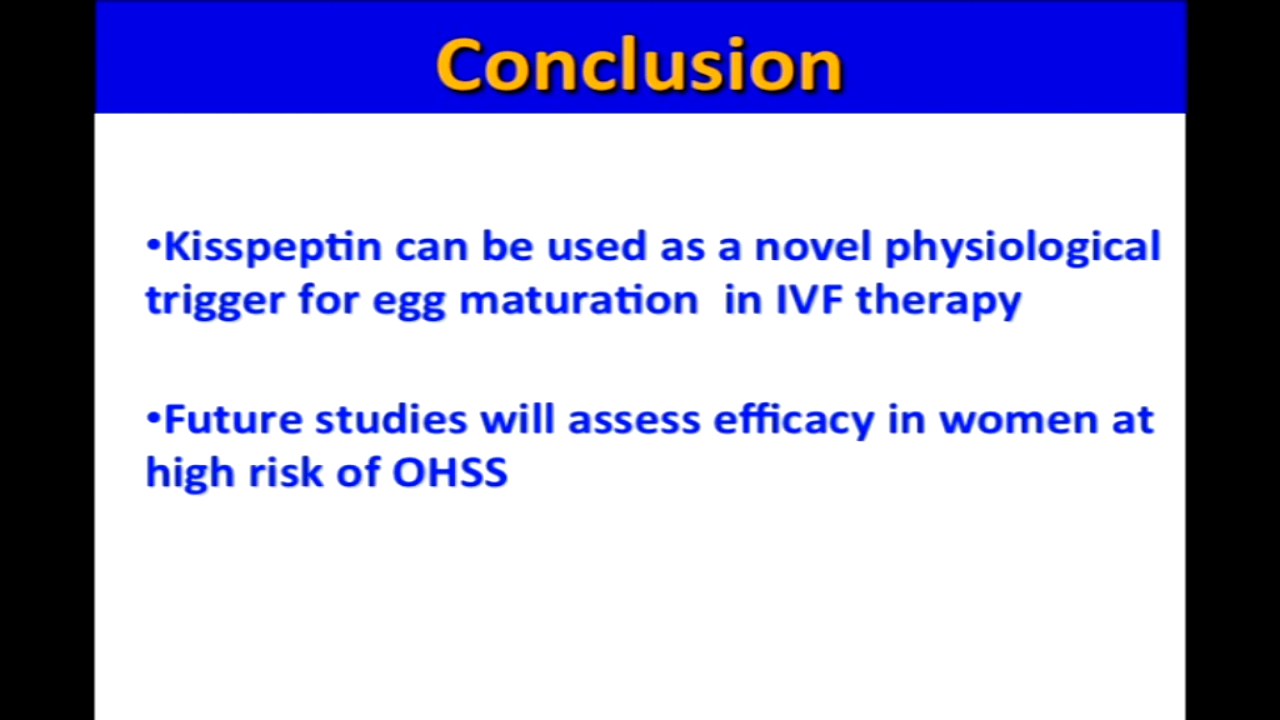 Conclusion
•Kisspeptin can be used as a novel physiological
trigger for egg maturation  in IVF therapy
•Future studies will assess efficacy in women at
high risk of OHSS